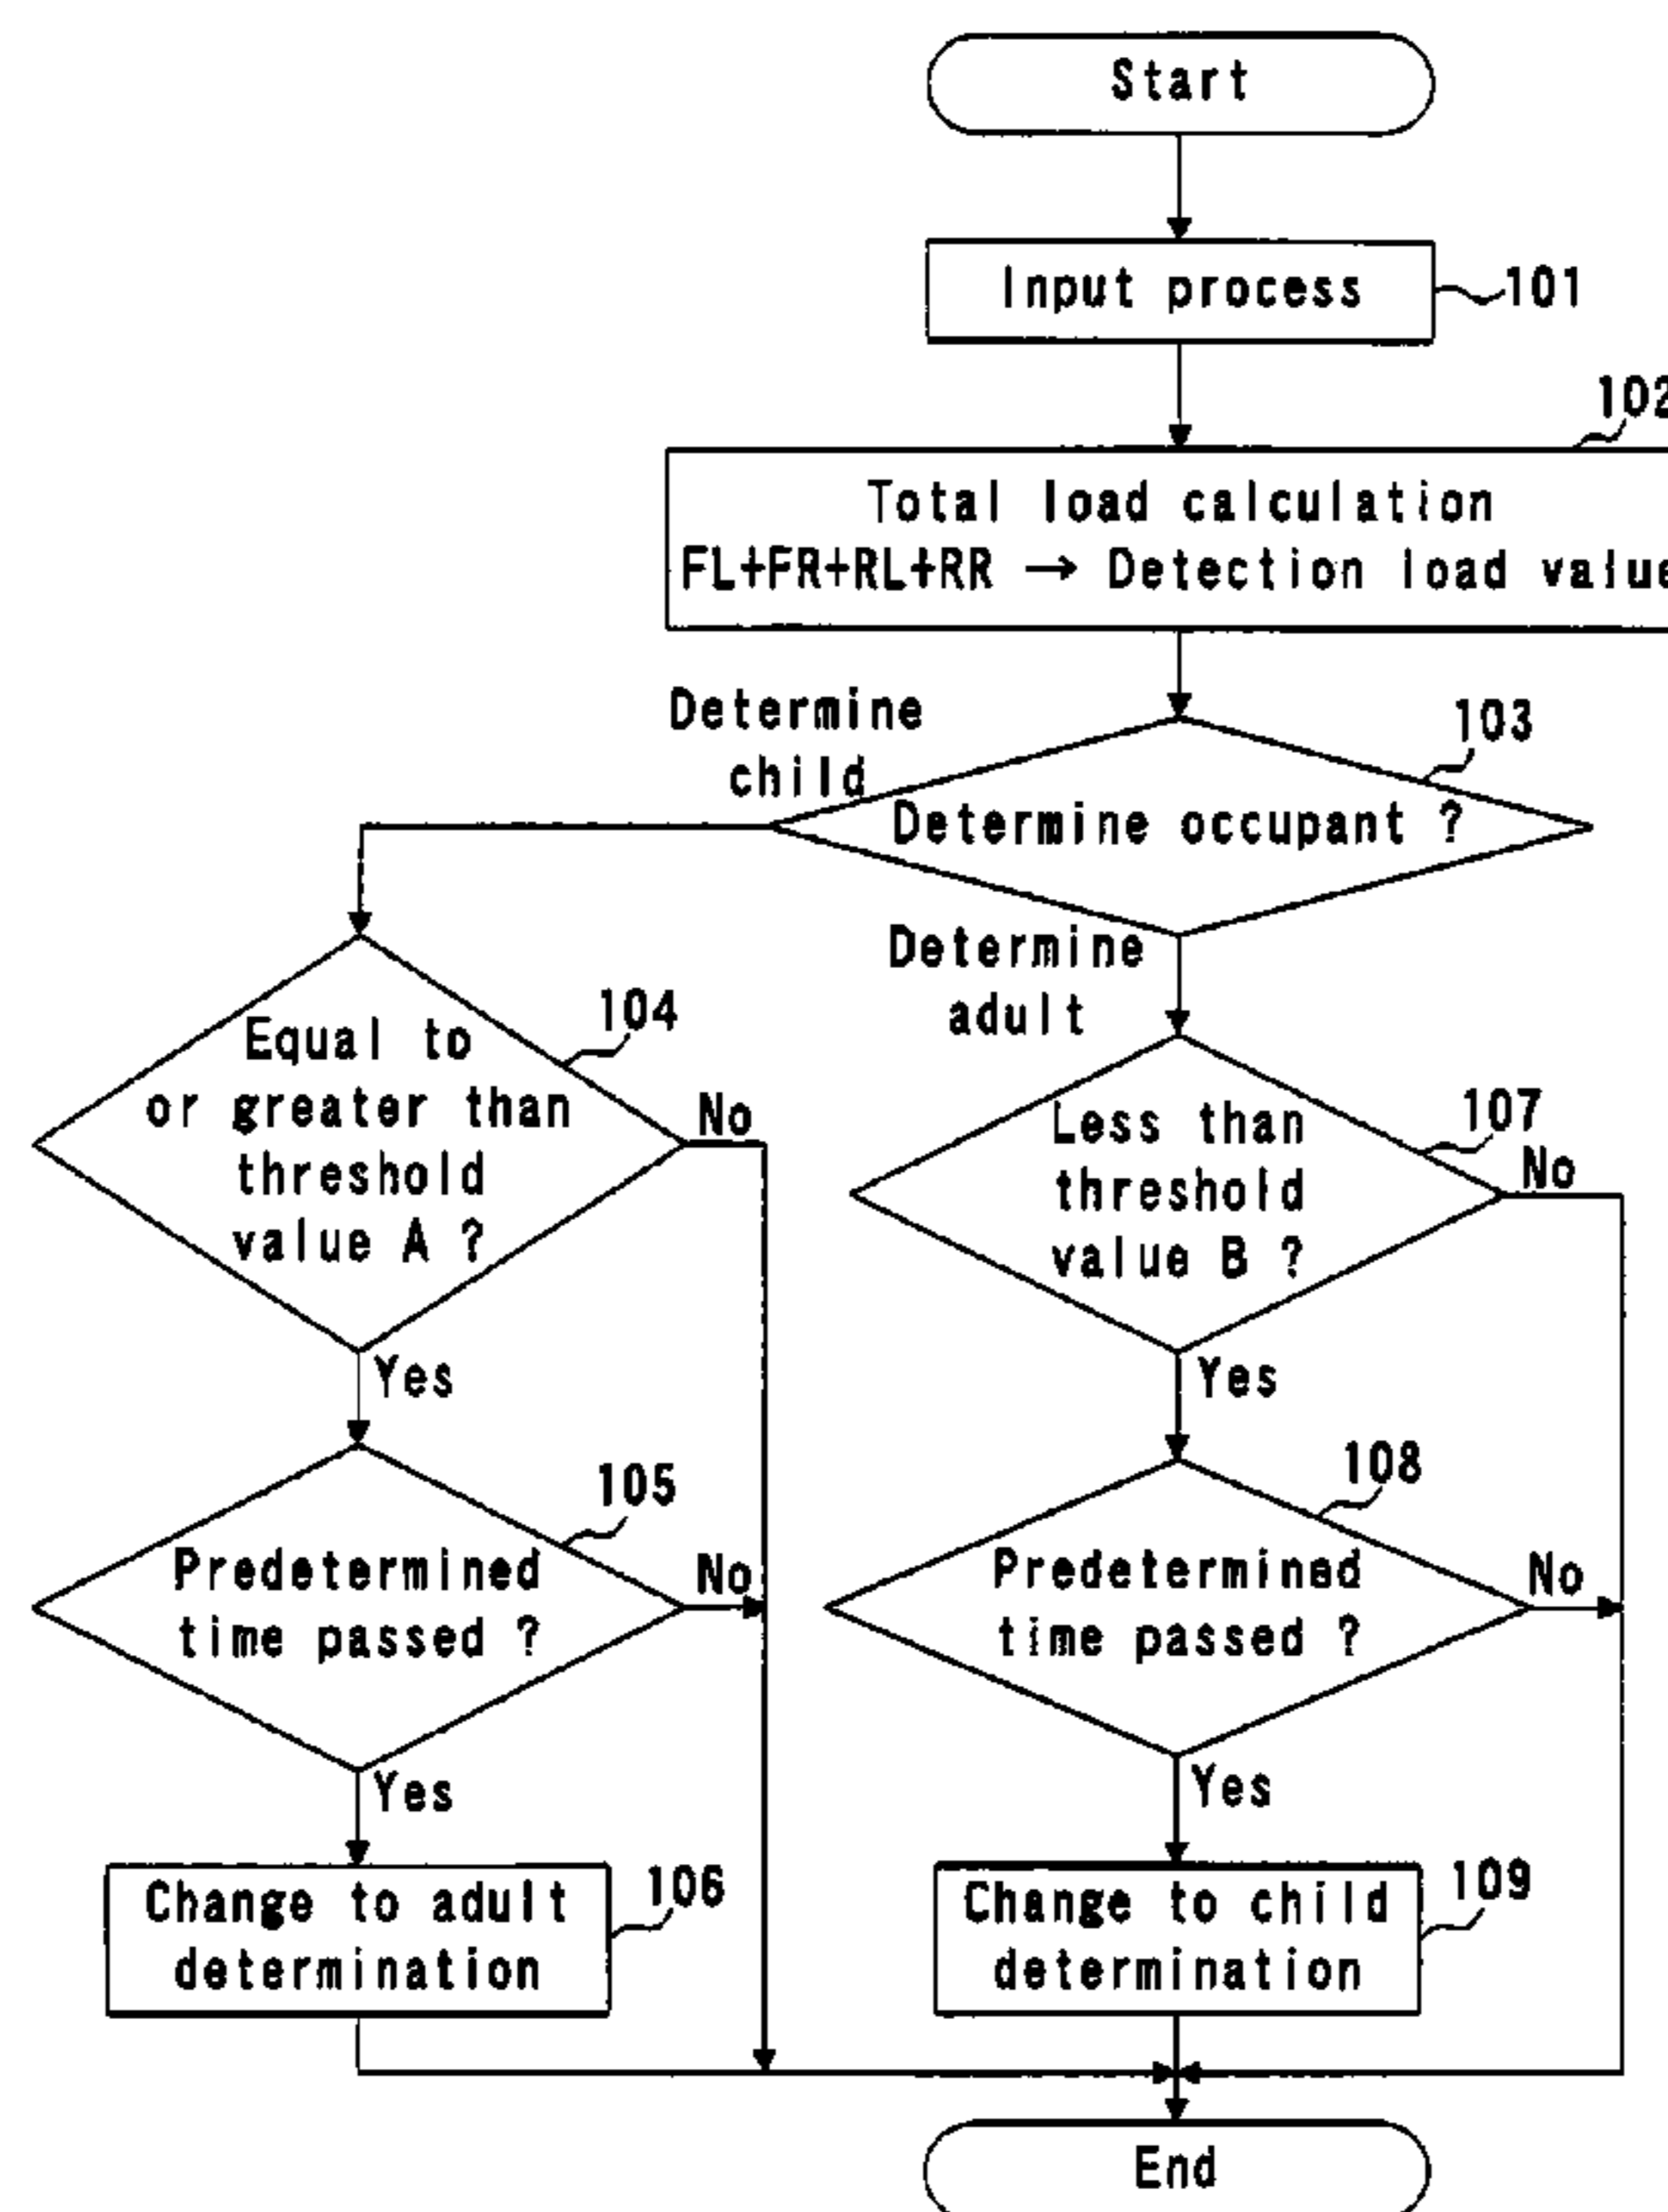 Start
Input process
101
102
Total load calculation
FL+FR+RL+RR → Detection load value
Determine
child
103
Determine occupant ?
Determine
adult
104
Equal to
or greater than
threshold
value A ?
No
Yes
107
Less than
threshold
value B ?
No
Yes
105
Predetermined
time passed ?
No
Yes
108
Predetermined
time passed ?
No
Yes
Change to adult
determination
106
Change to child
determination
109
End